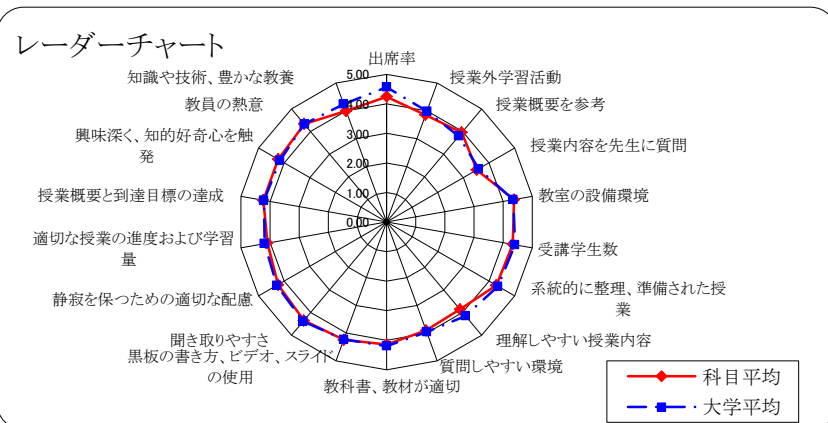 レーダーチャート
出席率
授業外学習活動
授業概要を参考
授業内容を先生に質問
教室の設備環境
受講学生数
系統的に整理、準備された授
業
理解しやすい授業内容
質問しやすい環境
教科書、教材が適切
黒板の書き方、ビデオ、スライド
の使用
聞き取りやすさ
静寂を保つための適切な配慮
適切な授業の進度および学習
量
授業概要と到達目標の達成
興味深く、知的好奇心を触
発
教員の熱意
知識や技術、豊かな教養
5.00
4.00
3.00
2.00
1.00
0.00
科目平均
大学平均